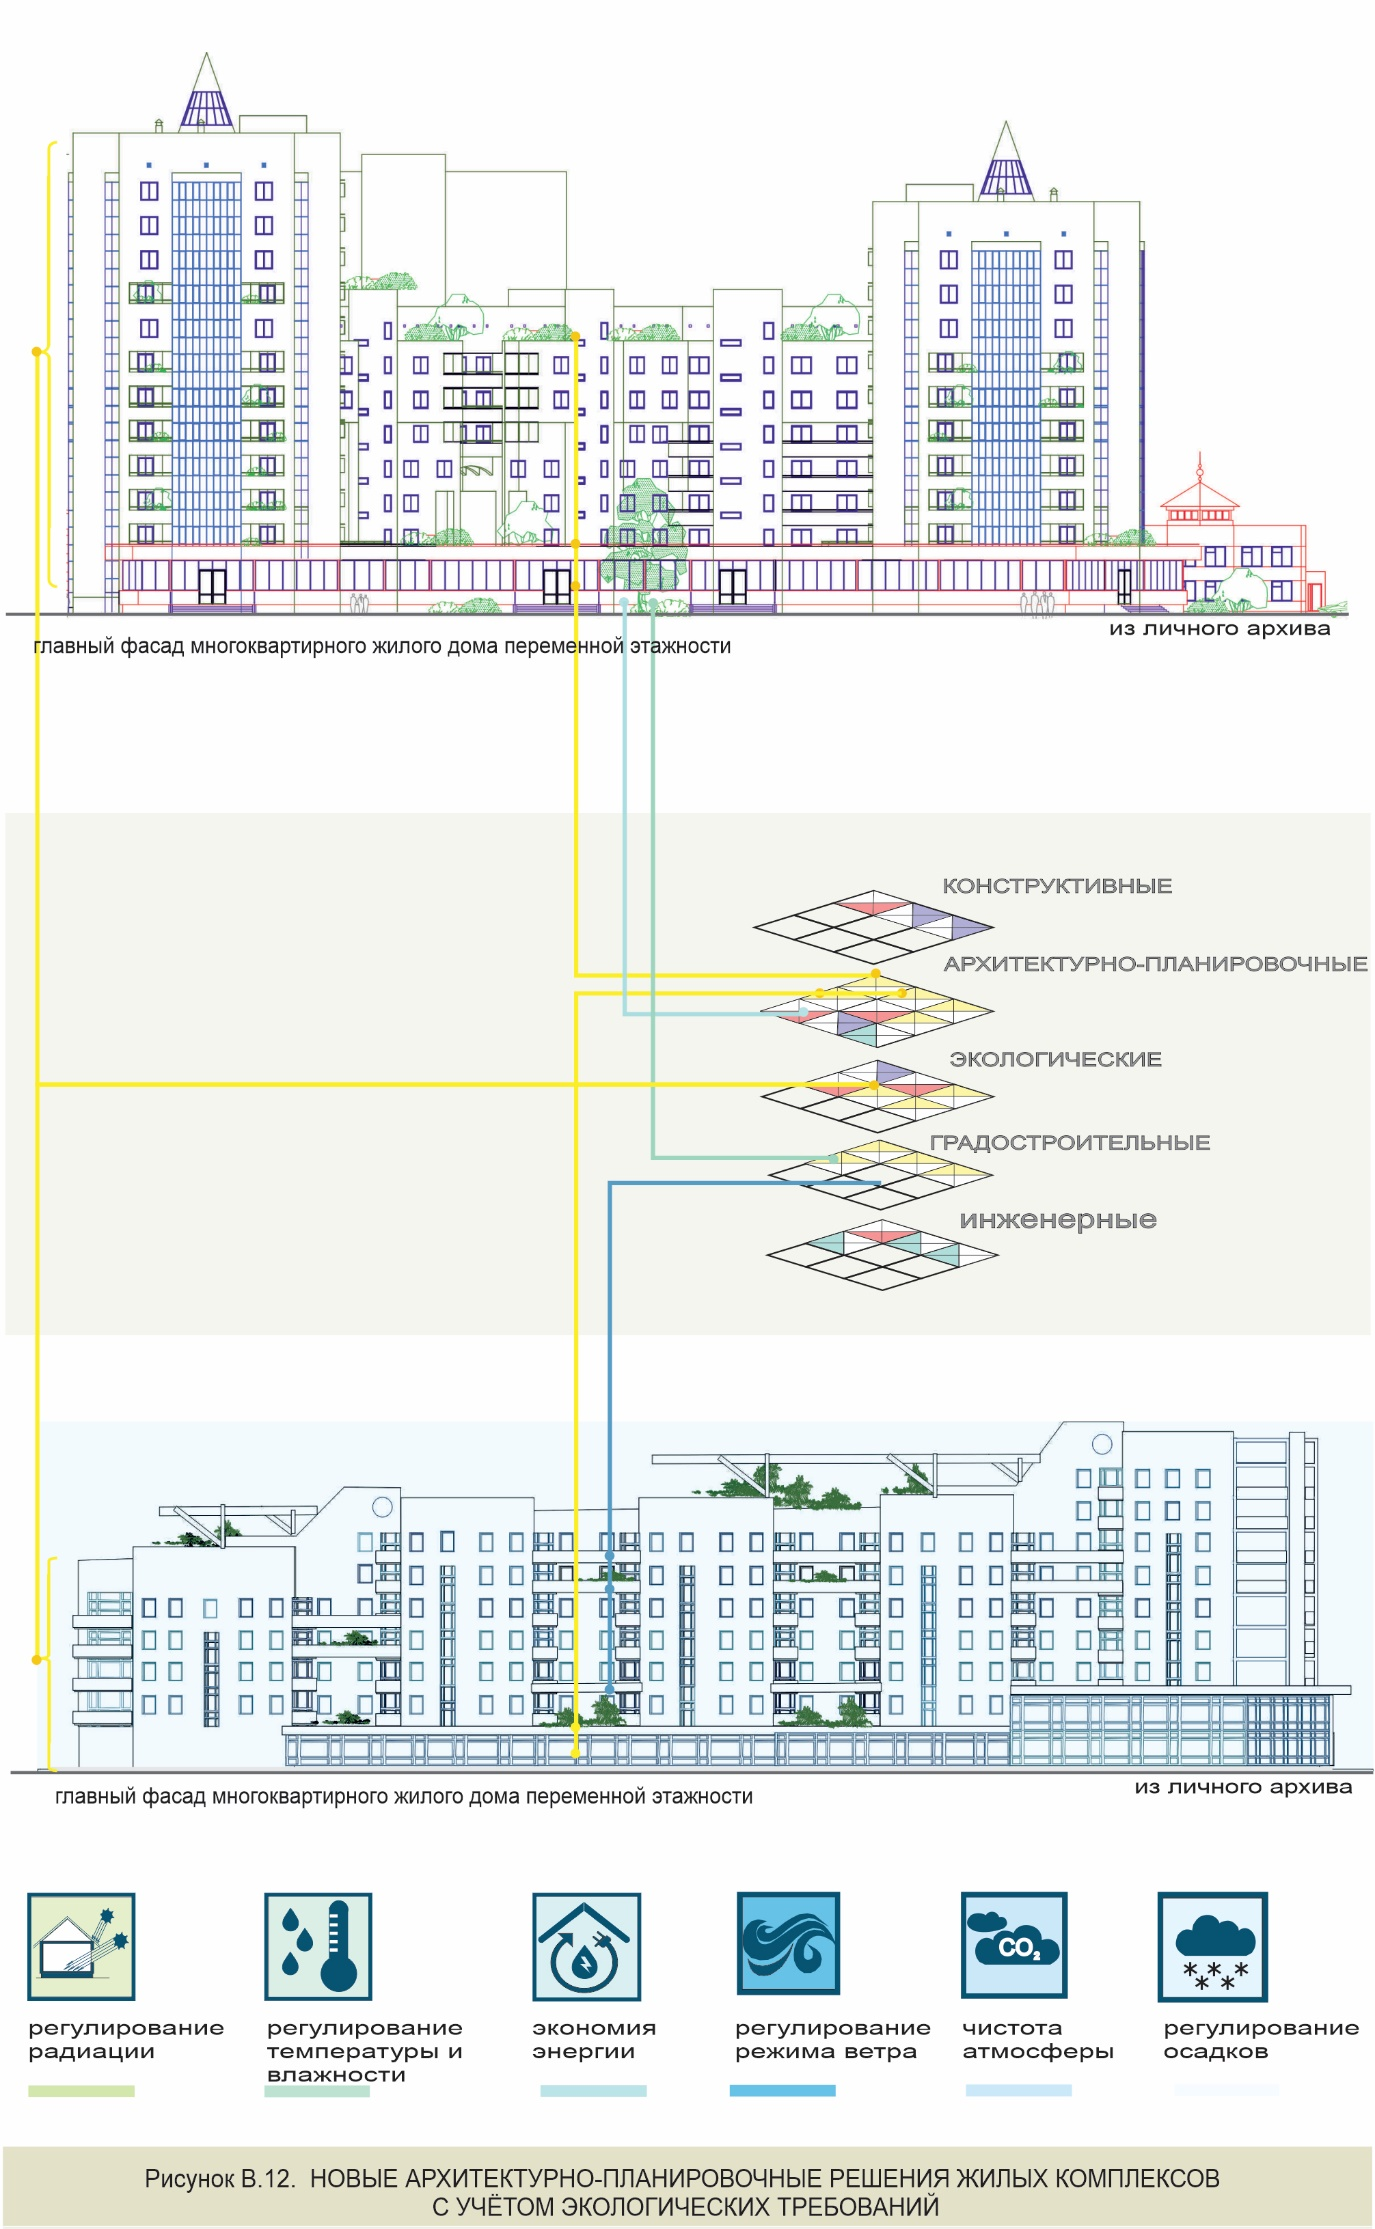 из личного архива
главный фасад многоквартирного жилого дома переменной этажности
КОНСТРУКТИВНЫЕ
АРХИТЕКТУРНО-ПЛАНИРОВОЧНЫЕ
ЭКОЛОГИЧЕСКИЕ
ГРАДОСТРОИТЕЛЬНЫЕ
инженерные
из личного архива
главный фасад многоквартирного жилого дома переменной этажности
CO₂
регулирование
радиации
регулирование
температуры и
влажности
экономия
энергии
регулирование
режима ветра
чистота
атмосферы
регулирование
осадков
Рисунок В.12. НОВЫЕ АРХИТЕКТУРНО-ПЛАНИРОВОЧНЫЕ РЕШЕНИЯ ЖИЛЫХ КОМПЛЕКСОВ
С УЧЁТОМ ЭКОЛОГИЧЕСКИХ ТРЕБОВАНИЙ